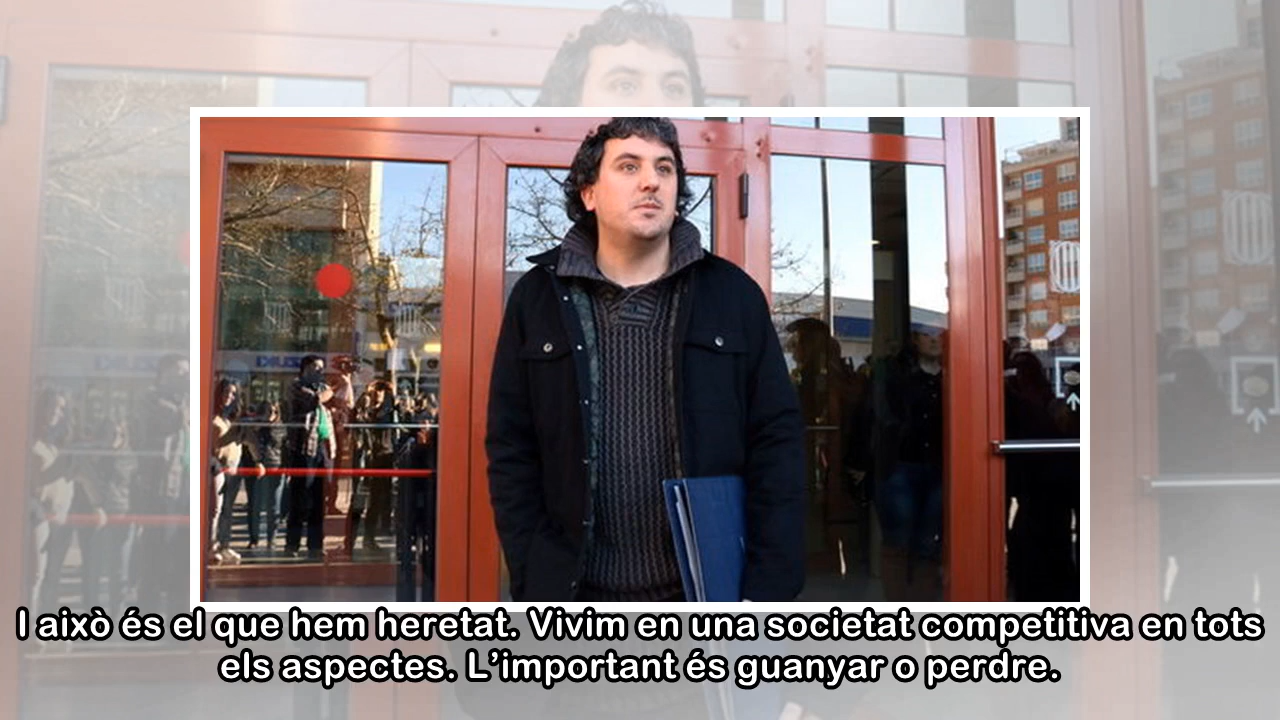 I això és el que hem heretat. Vivim en una societat competitiva en tots
els aspectes. L’important és guanyar o perdre.